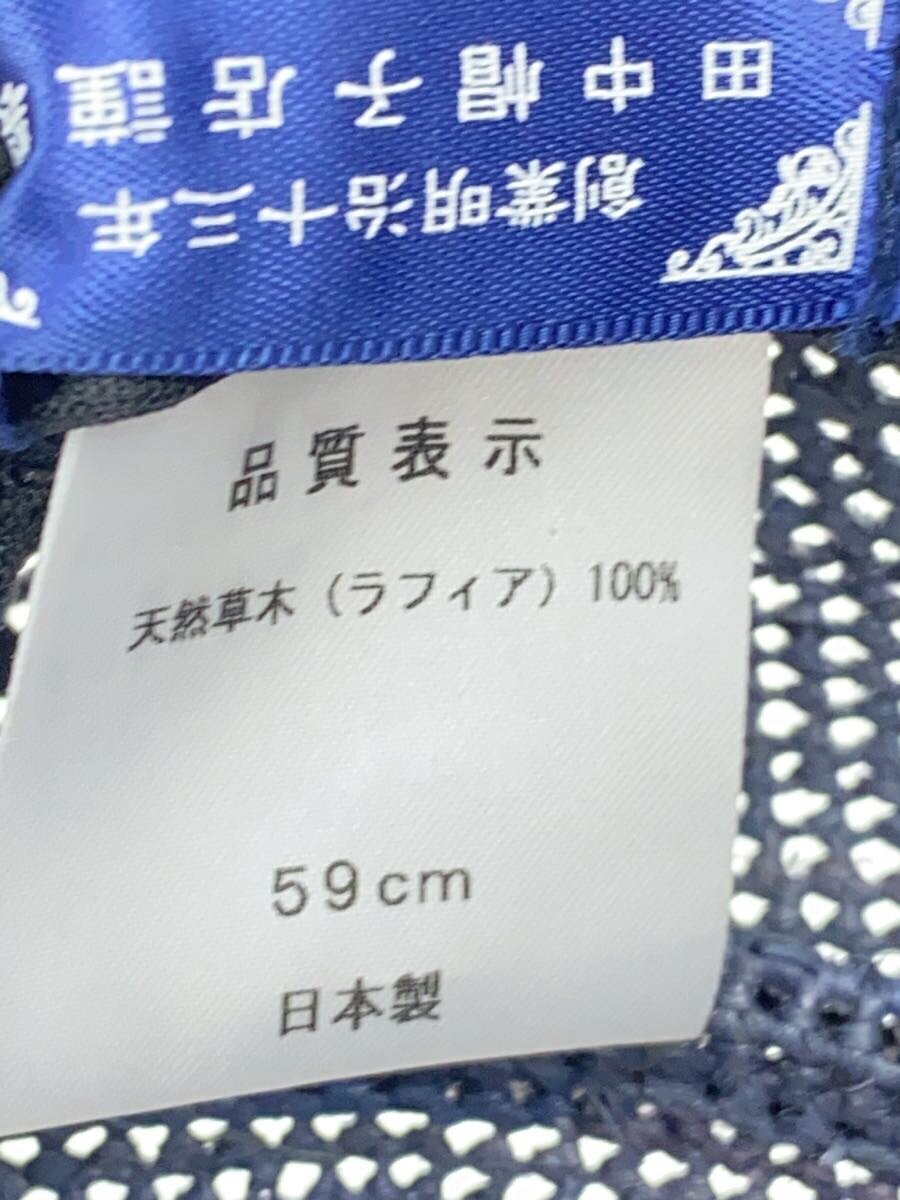 創業明治十三年
田中帽子店謹
品質表示
天然草木（ラフィア）100%
59cm
日本製